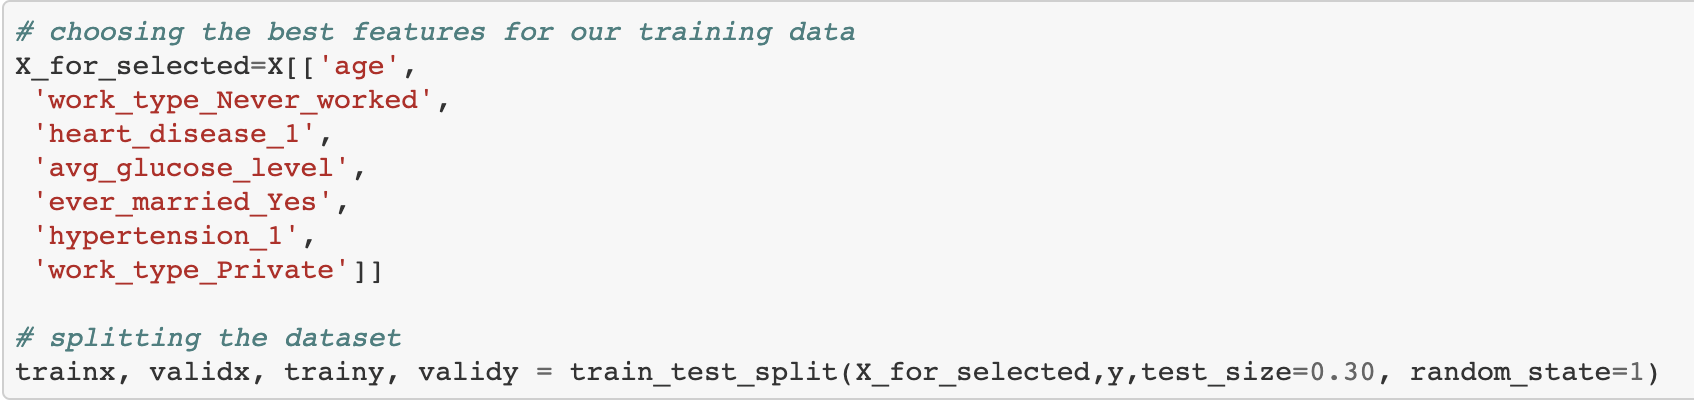 # choosing the best features for our training data
X_for_selected=X[['age',
 'work_type_Never_worked',
 'heart_disease_1',
 'avg_glucose_level',
 'ever_married_Yes',
 'hypertension_1',
 'work_type_Private']]

# splitting the dataset
trainx, validx, trainy, validy = train_test_split(X_for_selected,y,test_size=0.30, random_state=1)